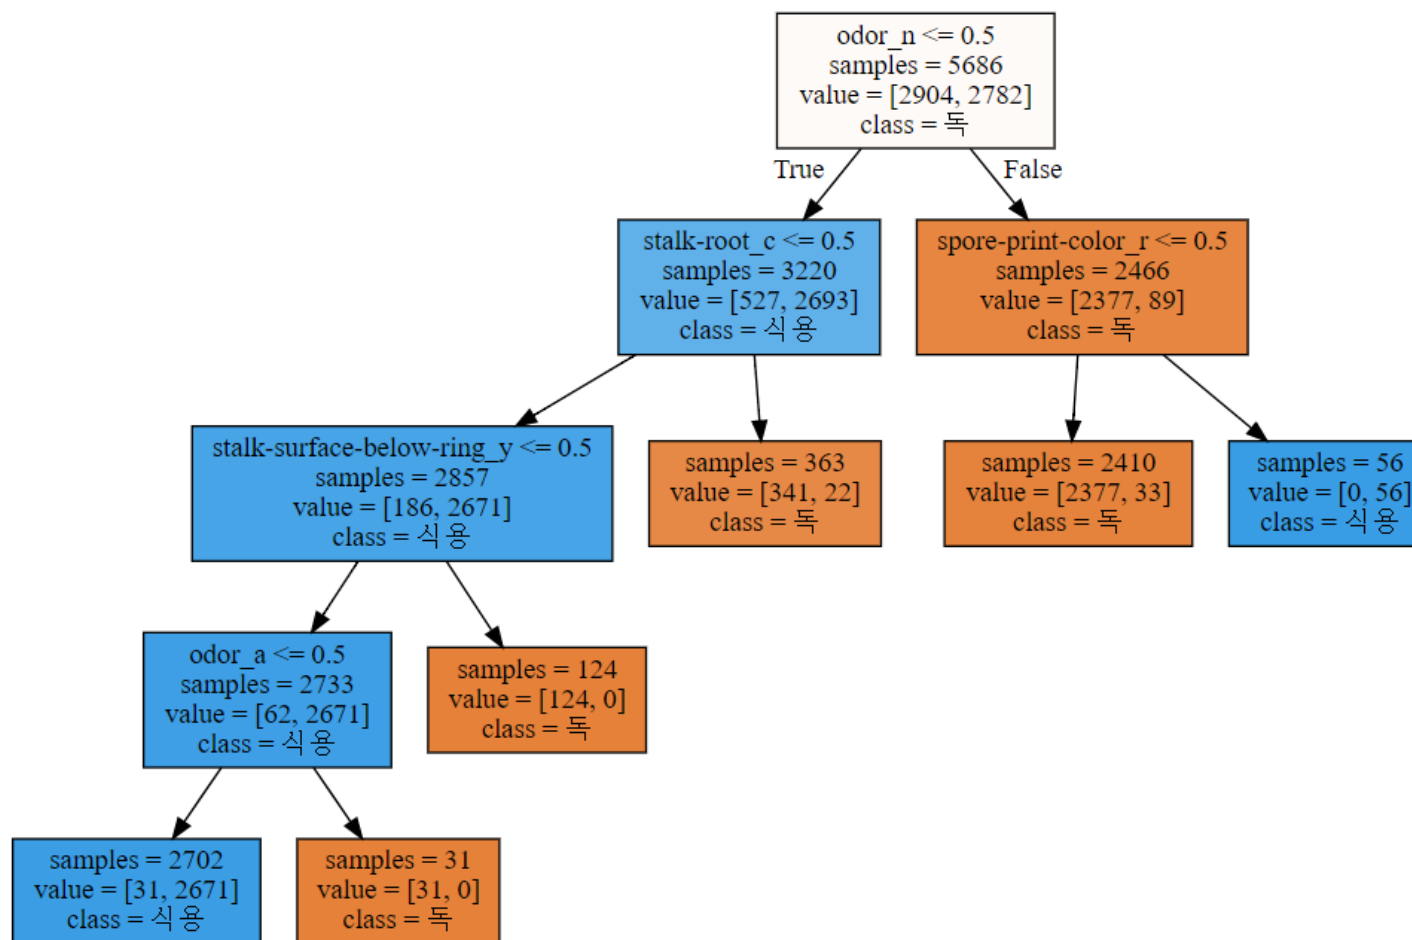 odor_n <= 0.5
samples = 5686
value = [2904, 2782]
class = 독
True
False
stalk-root_c <= 0.5
samples = 3220
value = [527, 2693]
class = 식용
spore-print-color_r <= 0.5
samples = 2466
value = [2377, 89]
class = 독
stalk-surface-below-ring_y <= 0.5
samples = 2857
value = [186, 2671]
class = 식용
samples = 363
value = [341, 22]
class = 독
samples = 2410
value = [2377, 33]
class = 독
samples = 56
value = [0, 56]
class = 식용
odor_a <= 0.5
samples = 2733
value = [62, 2671]
class = 식용
samples = 124
value = [124, 0]
class = 독
samples = 2702
value = [31, 2671]
class = 식용
samples = 31
value = [31, 0]
class = 독